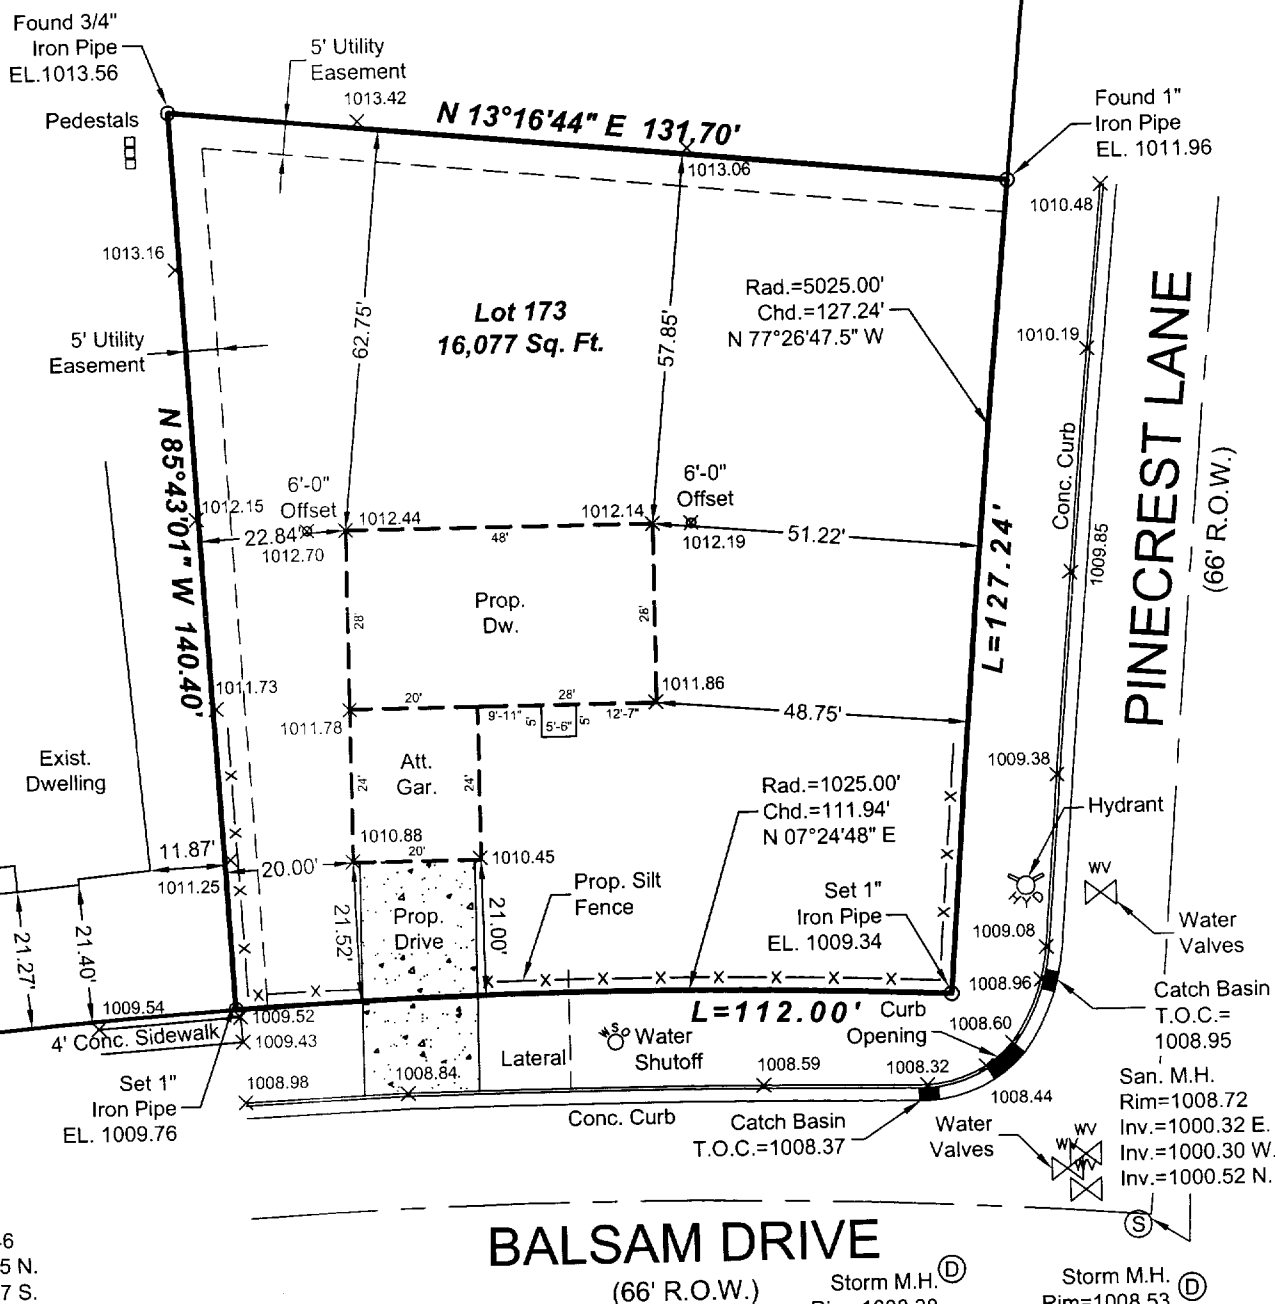 Found 3/4"
Iron Pipe
EL.1013.56
5' Utility
Easement
1013.42
N 13°16'44" E 131.70'
1013.06
Found 1"
Iron Pipe
EL. 1011.96
Pedestals
1010.48
1013.16
62.75'
57.85'
Lot 173
16,077 Sq. Ft.
Rad.=5025.00'
Chd.=127.24'
N 77°26'47.5" W
1010.19
5' Utility
Easement
N 85°43'01" W 140.40'
PINECREST LANE
(66' R.O.W.)
Conc. Curb
1009.85
6'-0"
Offset
6'-0"
Offset
1012.15
1012.44
1012.14
22.84'
1012.70
48'
1012.19
51.22'
L=127.24'
Prop.
Dw.
28'
28'
1011.73
1011.86
1011.78
20'
28'
9'-11"
5'
5'-6"
5'
12'-7"
48.75'
Exist.
Dwelling
Att.
Gar.
24'
24'
Rad.=1025.00'
Chd.=111.94'
N 07°24'48" E
1009.38
Hydrant
1010.88
20'
1010.45
11.87'
20.00'
1011.25
WV
Water
Valves
Prop. Silt
Fence
Set 1"
Iron Pipe
EL. 1009.34
21.27'
21.40'
21.52'
Prop.
Drive
21.00'
1009.08
1008.96
Catch Basin
T.O.C.=
1008.95
1009.54
1009.52
4' Conc. Sidewalk
1009.43
L=112.00'
Curb
Opening
1008.60
S
Water
Shutoff
Lateral
Set 1"
Iron Pipe
EL. 1009.76
1008.98
1008.84
1008.59
1008.32
1008.44
Conc. Curb
Catch Basin
T.O.C.=1008.37
Water
Valves
WV
WV
WV
San. M.H.
Rim=1008.72
Inv.=1000.32 E.
Inv.=1000.30 W.
Inv.=1000.52 N.
S
BALSAM DRIVE
(66' R.O.W.)
46
5 N.
7 S.
Storm M.H.
D
Storm M.H.
D
Rim=1008.53